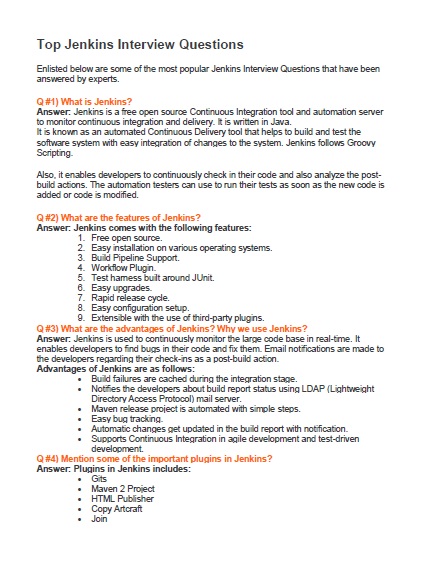 Top Jenkins Interview Questions
Enlisted below are some of the most popular Jenkins Interview Questions that have been
answered by experts.
Q #1) What is Jenkins?
Answer: Jenkins is a free open source Continuous Integration tool and automation server
to monitor continuous integration and delivery. It is written in Java.
It is known as an automated Continuous Delivery tool that helps to build and test the
software system with easy integration of changes to the system. Jenkins follows Groovy
Scripting.
Also, it enables developers to continuously check in their code and also analyze the post-
build actions. The automation testers can use to run their tests as soon as the new code is
added or code is modified.
Q #2) What are the features of Jenkins?
Answer: Jenkins comes with the following features:
1. Free open source.
2. Easy installation on various operating systems.
3. Build Pipeline Support.
4. Workflow Plugin.
5. Test harness built around JUnit.
6. Easy upgrades.
7. Rapid release cycle.
8. Easy configuration setup.
9. Extensible with the use of third-party plugins.
Q #3) What are the advantages of Jenkins? Why we use Jenkins?
Answer: Jenkins is used to continuously monitor the large code base in real-time. It
enables developers to find bugs in their code and fix them. Email notifications are made to
the developers regarding their check-ins as a post-build action.
Advantages of Jenkins are as follows:
• Build failures are cached during the integration stage.
• Notifies the developers about build report status using LDAP (Lightweight
Directory Access Protocol) mail server.
• Maven release project is automated with simple steps.
• Easy bug tracking.
• Automatic changes get updated in the build report with notification.
• Supports Continuous Integration in agile development and test-driven
development.
Q #4) Mention some of the important plugins in Jenkins?
Answer: Plugins in Jenkins includes:
• Gits
• Maven 2 Project
• HTML Publisher
• Copy Artcraft
• Join